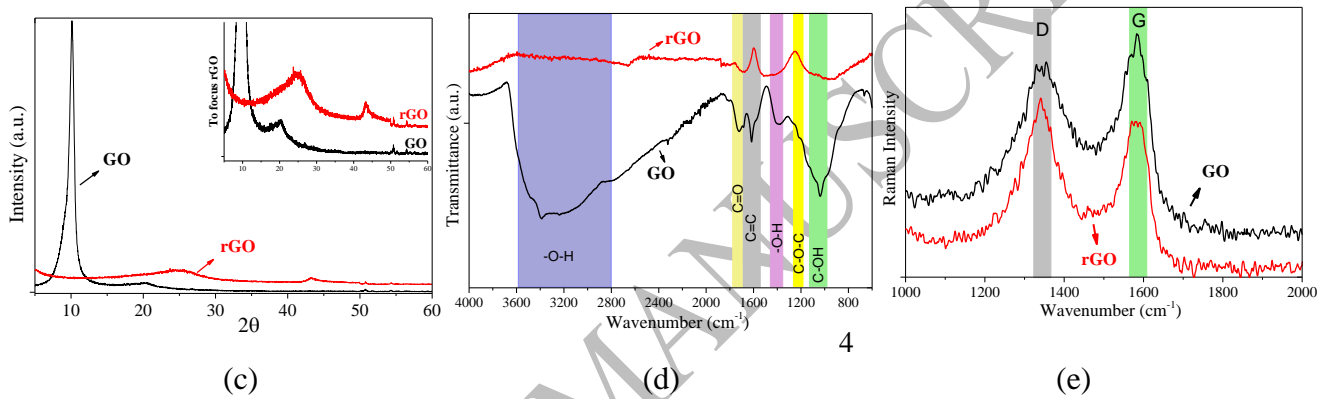 Intensity (a.u.)
GO
rGO
10
20
30
40
50
60
2θ
To focus rGO
rGO
GO
10
20
30
40
50
60
(c)
Transmittance (a.u.)
rGO
GO
-O-H
C=O
C=C
-O-H
C-O-C
C-OH
4000
3600
3200
2800
2400
2000
1600
1200
800
Wavenumber (cm⁻¹)
4
(d)
Raman Intensity
D
G
GO
rGO
1000
1200
1400
1600
1800
2000
Wavenumber (cm⁻¹)
(e)
MANUSCR